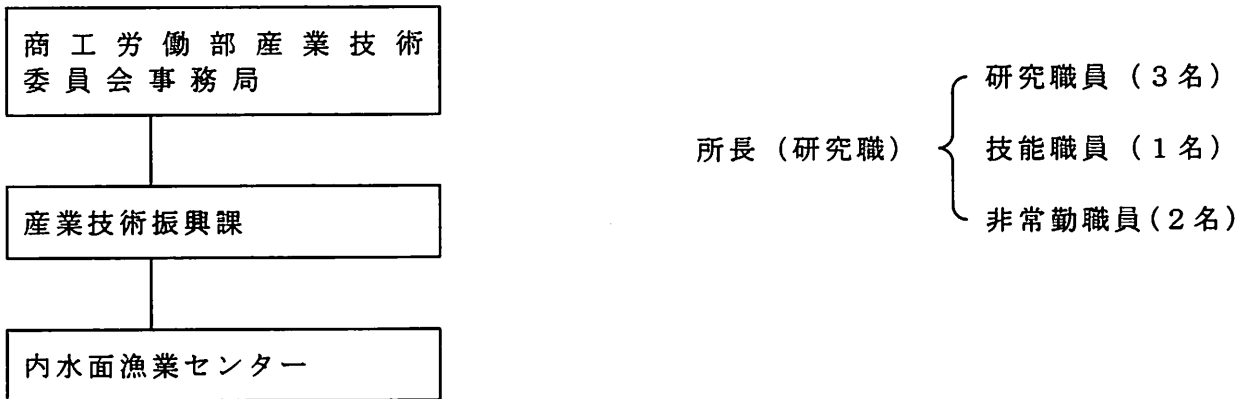 商工労働部産業技術
委員会事務局
産業技術振興課
内水面漁業センター
所長（研究職）
研究職員（3名）
技能職員（1名）
非常勤職員（2名）